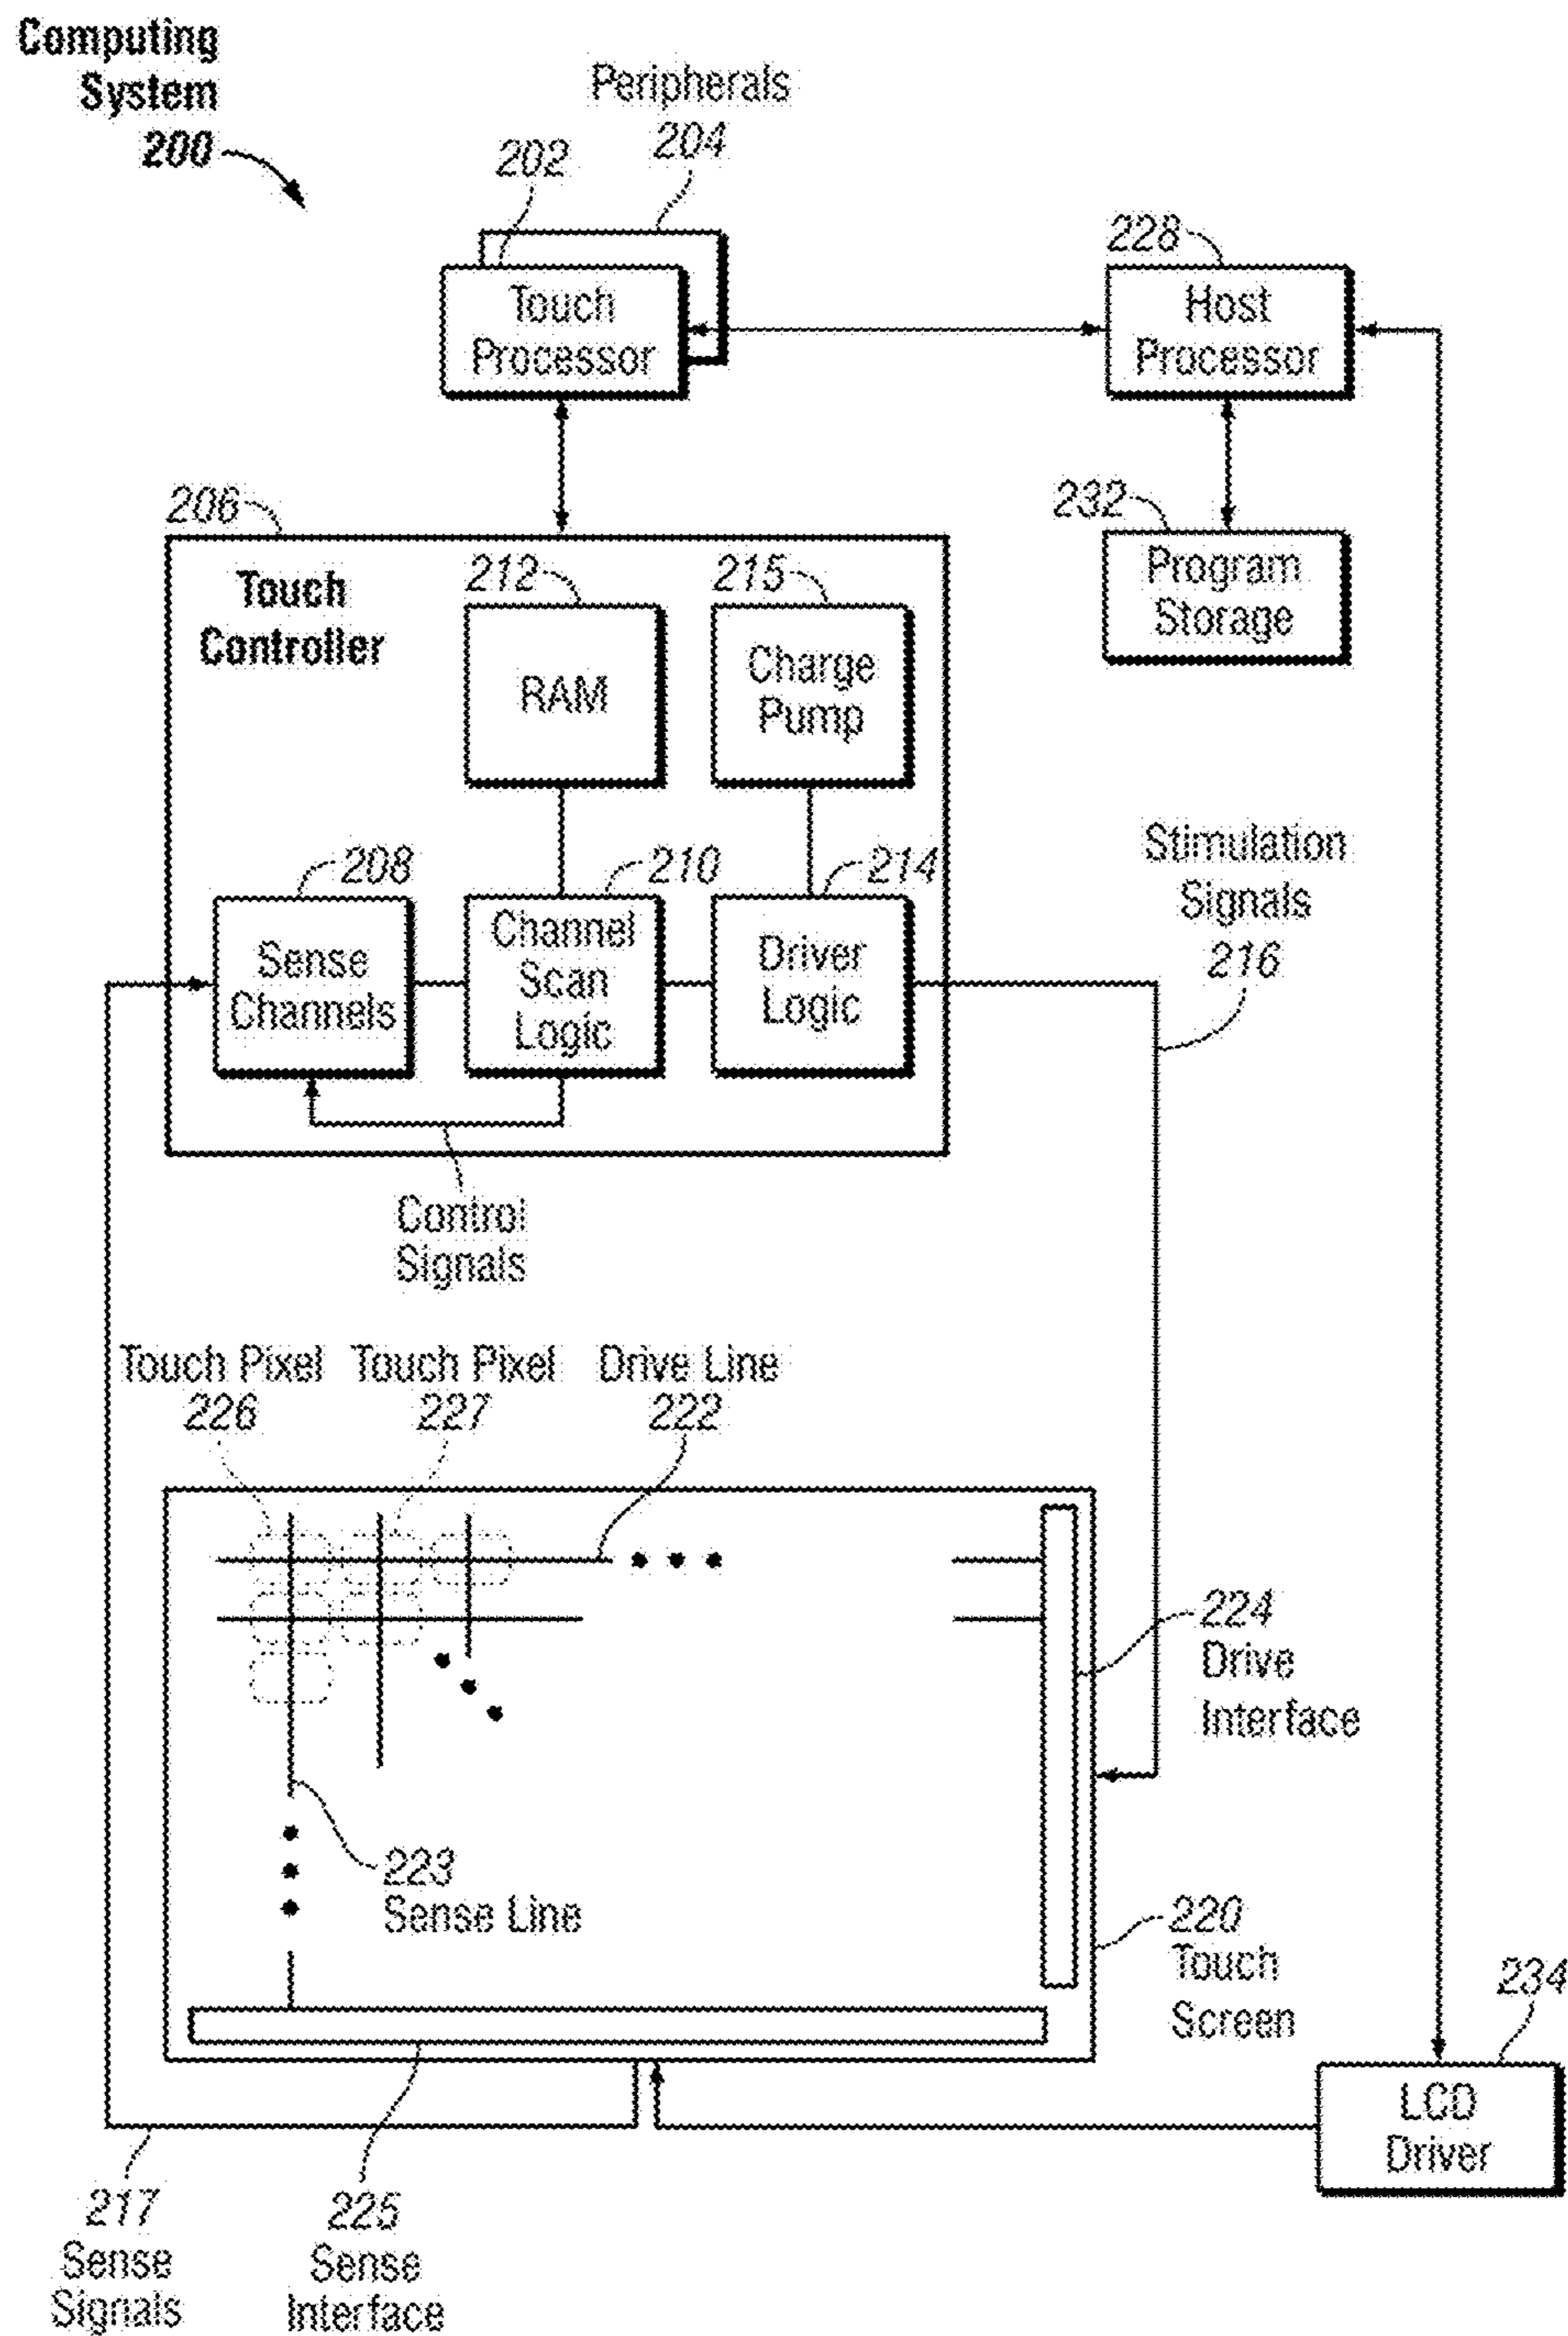 Computing
System
200
Peripherals
204
202
228
Touch
Processor
Host
Processor
206
232
Program
Storage
Touch
Controller
212
215
RAM
Charge
Pump
208
210
214
Sense
Channels
Channel
Scan
Logic
Driver
Logic
Stimulation
Signals
216
Control
Signals
Touch Pixel
226
Touch Pixel
227
Drive Line
222
224
Drive
Interface
223
Sense Line
220
Touch
Screen
234
LCD
Driver
217
Sense
Signals
225
Sense
Interface